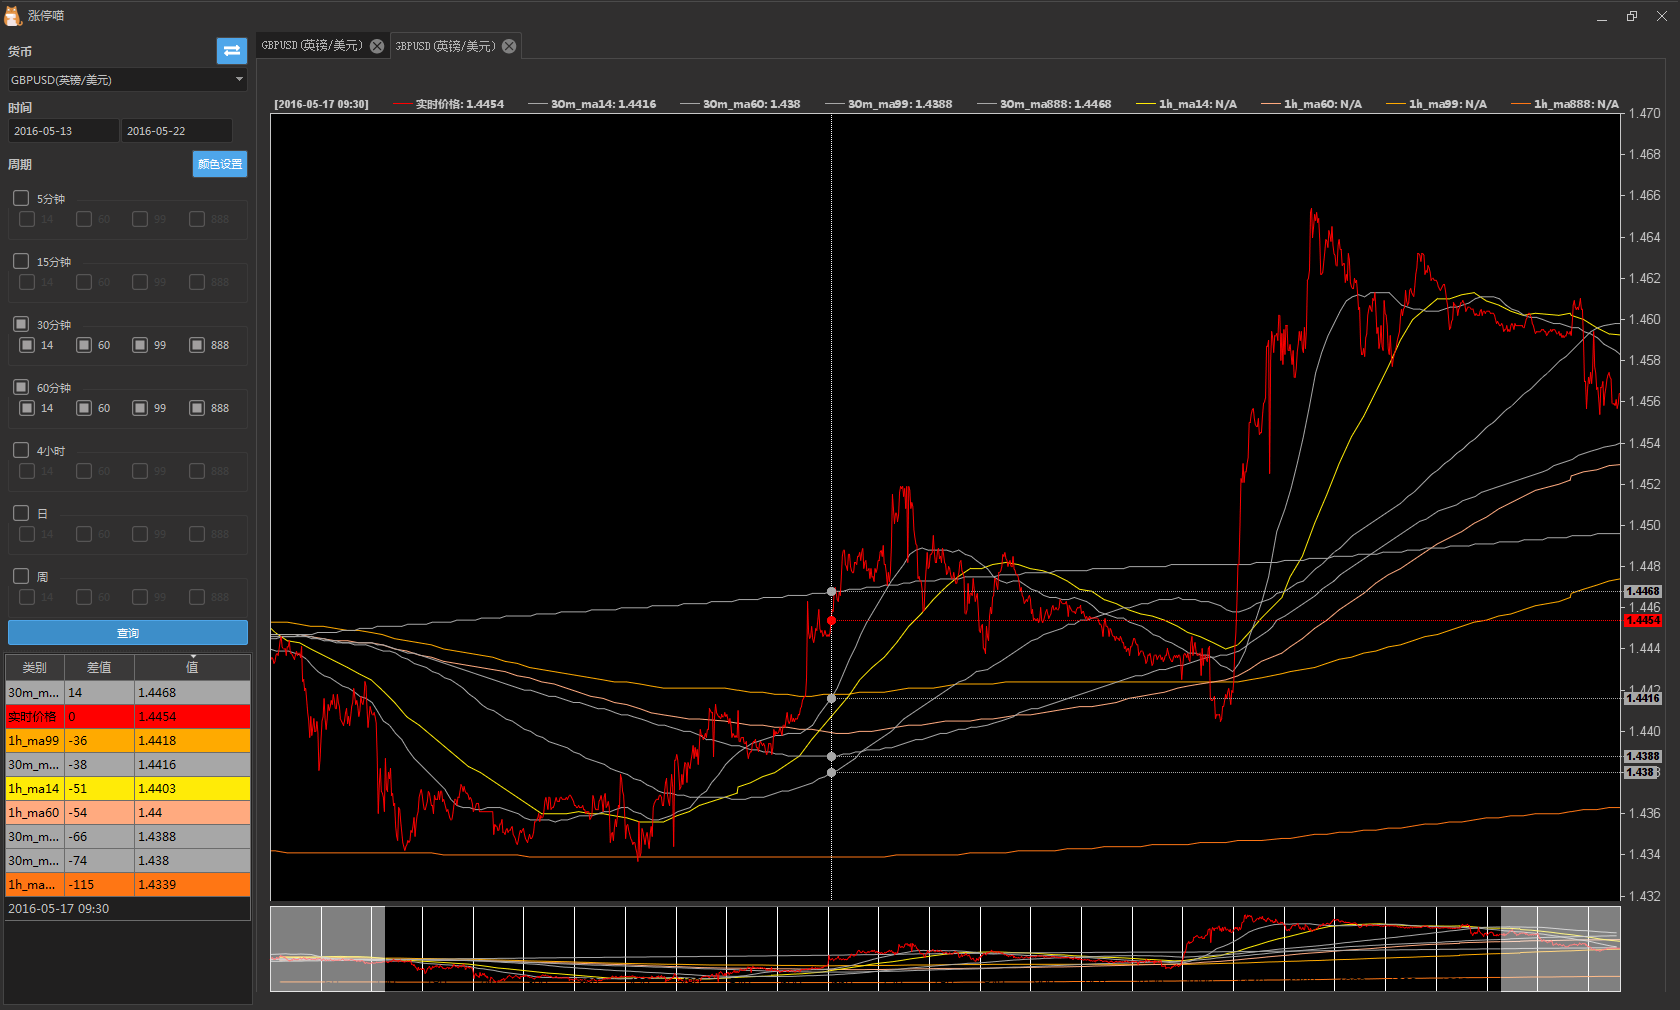 涨停喵
货币
GBPUSD(英镑/美元)
时间
2016-05-13 2016-05-22
周期 颜色设置
5分钟
14 60 99 888
15分钟
14 60 99 888
30分钟
14 60 99 888
60分钟
14 60 99 888
4小时
14 60 99 888
日
14 60 99 888
周
14 60 99 888
查询
类别 差值 值
30m_m... 14 1.4468
实时价格 0 1.4454
1h_ma99 -36 1.4418
30m_m... -38 1.4416
1h_ma14 -51 1.4403
1h_ma60 -54 1.44
30m_m... -66 1.4388
30m_m... -74 1.438
1h_ma... -115 1.4339
2016-05-17 09:30
GBPUSD(英镑/美元) GBPUSD(英镑/美元)
[2016-05-17 09:30] 实时价格: 1.4454 30m_ma14: 1.4416 30m_ma60: 1.438 30m_ma99: 1.4388 30m_ma888: 1.4468 1h_ma14: N/A 1h_ma60: N/A 1h_ma99: N/A 1h_ma888: N/A
1.470
1.468
1.466
1.464
1.462
1.460
1.458
1.456
1.454
1.452
1.450
1.448
1.4468
1.446
1.4454
1.444
1.442
1.4416
1.440
1.4388
1.438
1.436
1.434
1.432